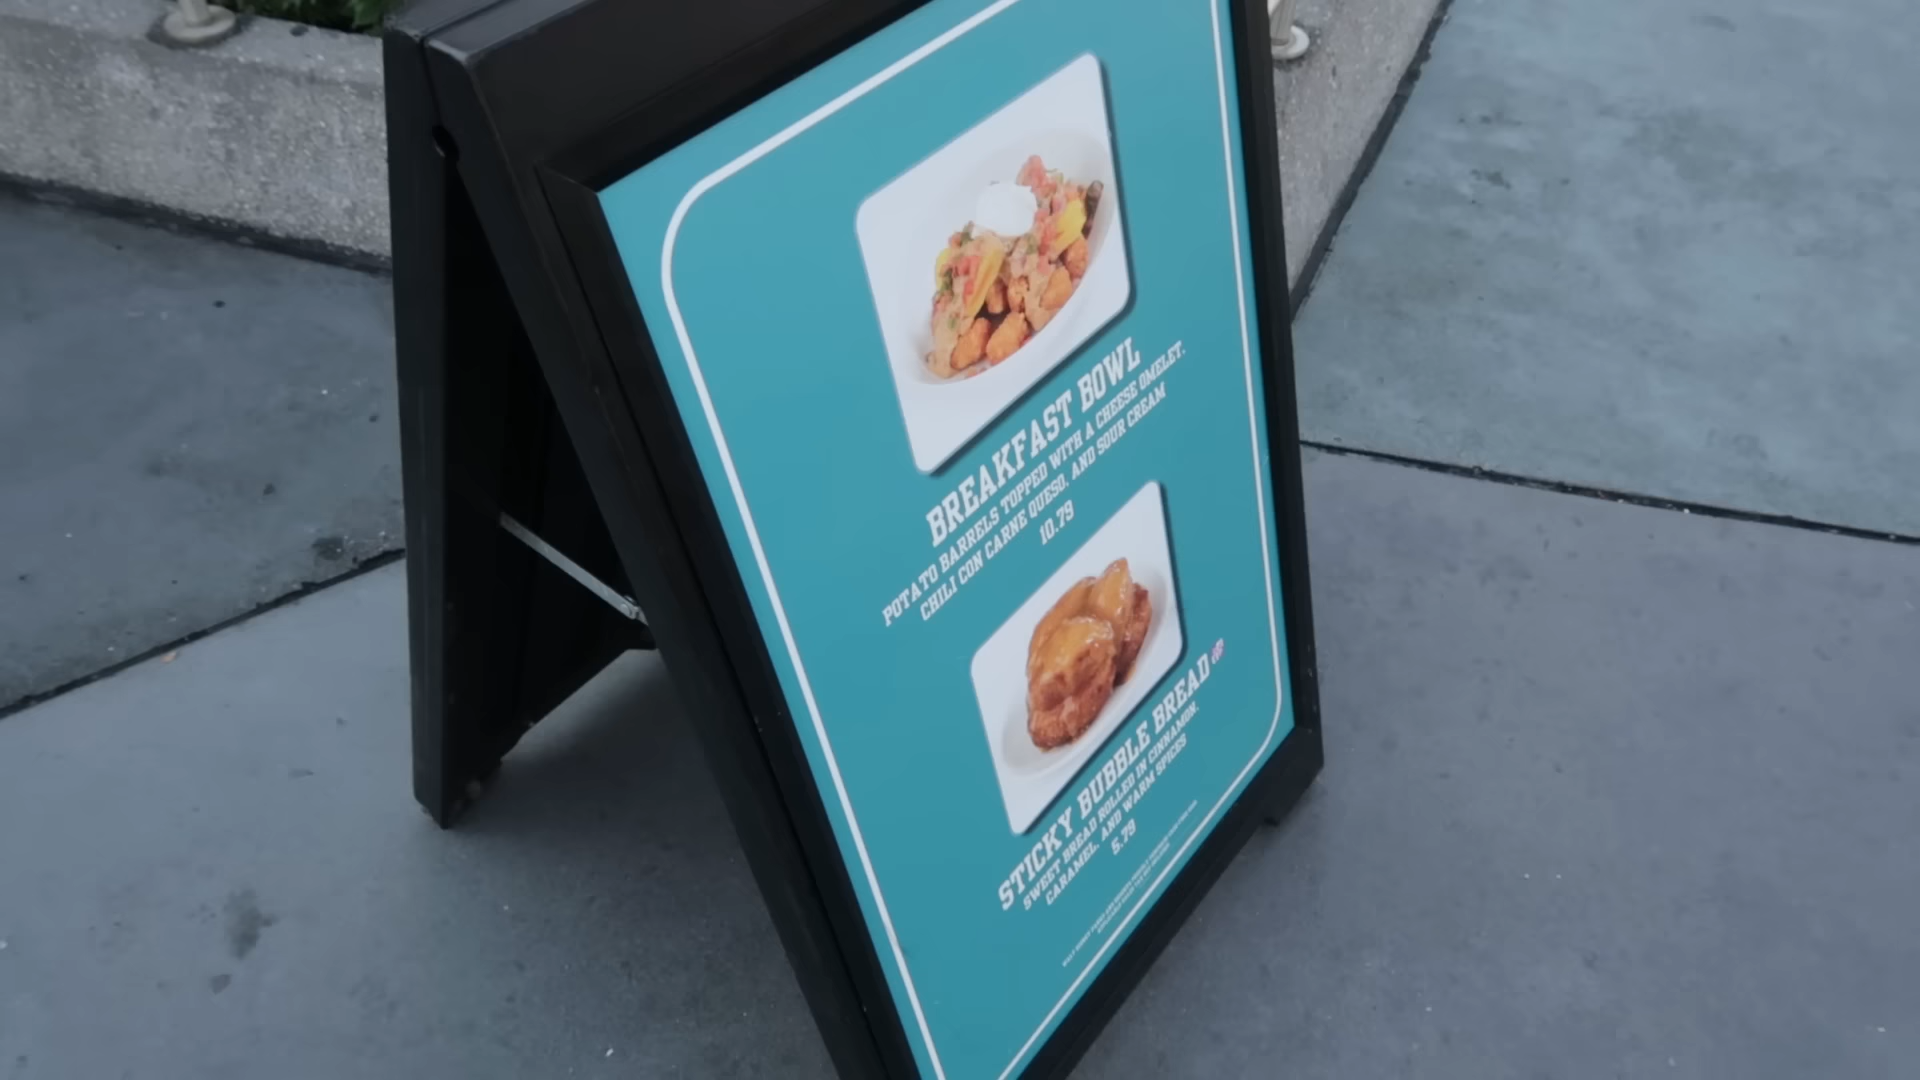 BREAKFAST BOWL
POTATO BARRELS TOPPED WITH A CHEESE OMELET,
CHILI CON CARNE QUESO, AND SOUR CREAM
10.79
STICKY BUBBLE BREAD
SWEET BREAD ROLLED IN CINNAMON,
CARAMEL, AND WARM SPICES
5.79